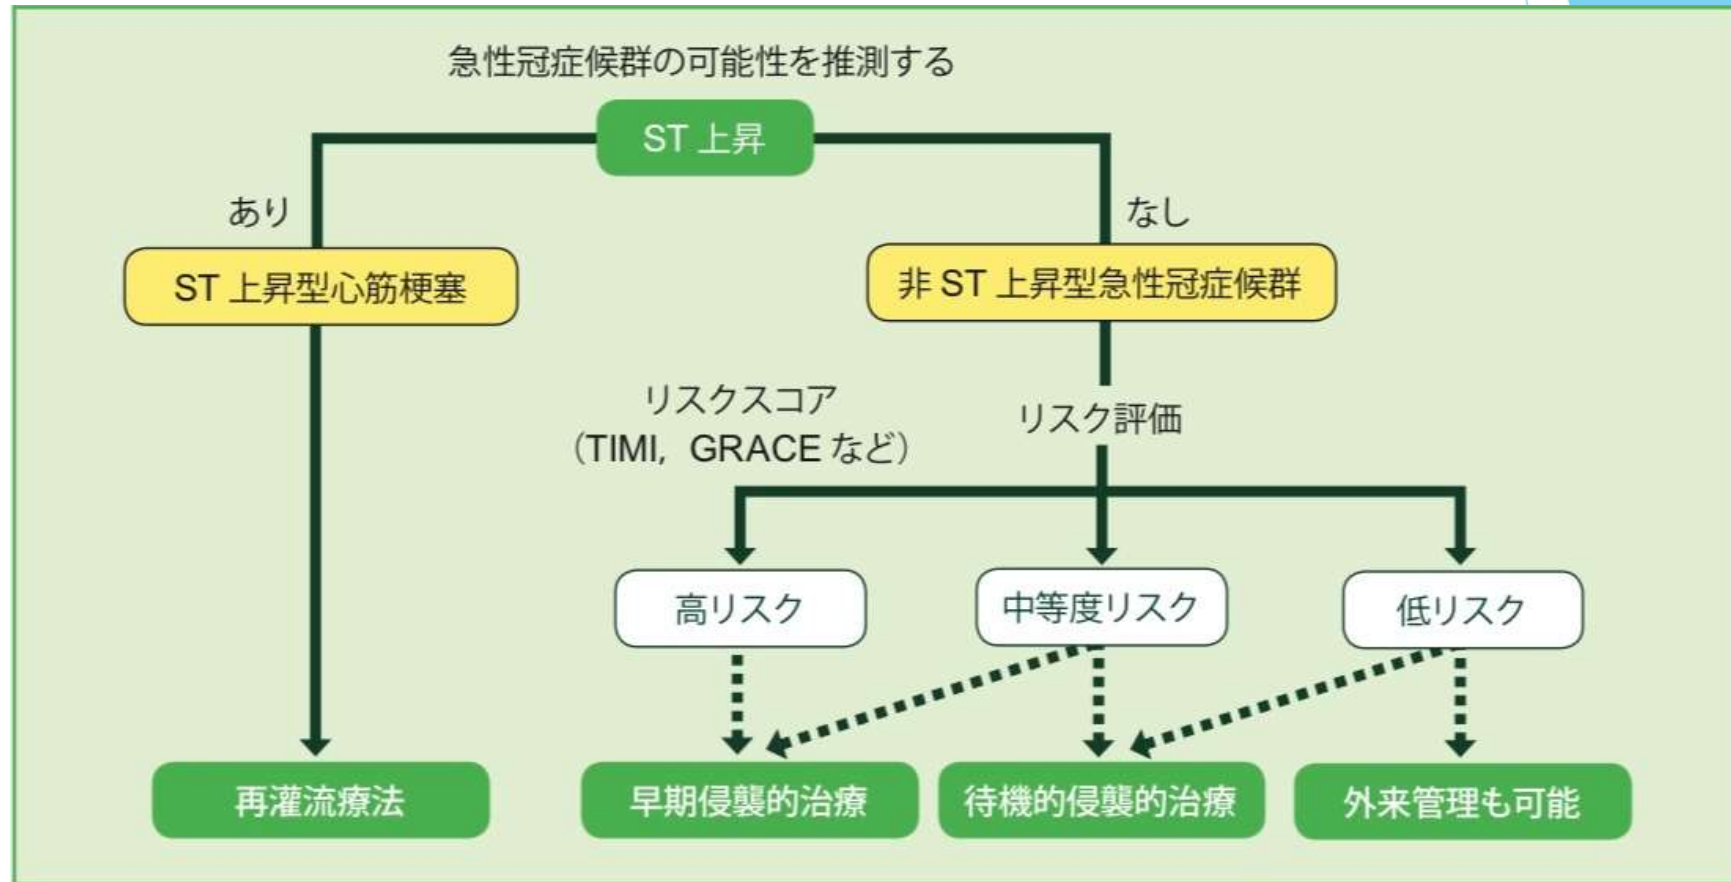 急性冠症候群の可能性を推測する
ST 上昇
あり
なし
ST 上昇型心筋梗塞
非 ST 上昇型急性冠症候群
リスクスコア
（TIMI，GRACE など）
リスク評価
高リスク
中等度リスク
低リスク
再灌流療法
早期侵襲的治療
待機的侵襲的治療
外来管理も可能